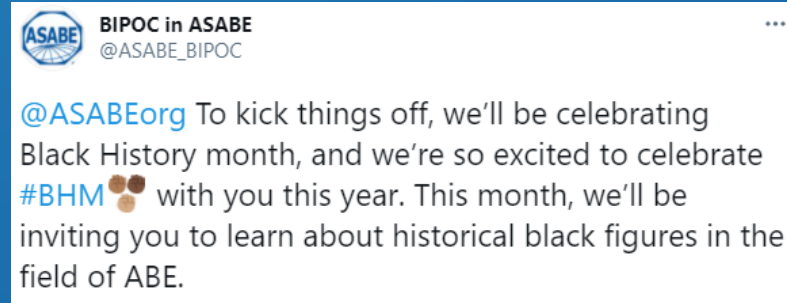 ASABE
BIPOC in ASABE
@ASABE_BIPOC
@ASABEorg To kick things off, we’ll be celebrating
Black History month, and we’re so excited to celebrate
#BHM✊🏾✊🏿✊🏽 with you this year. This month, we’ll be
inviting you to learn about historical black figures in the
field of ABE.